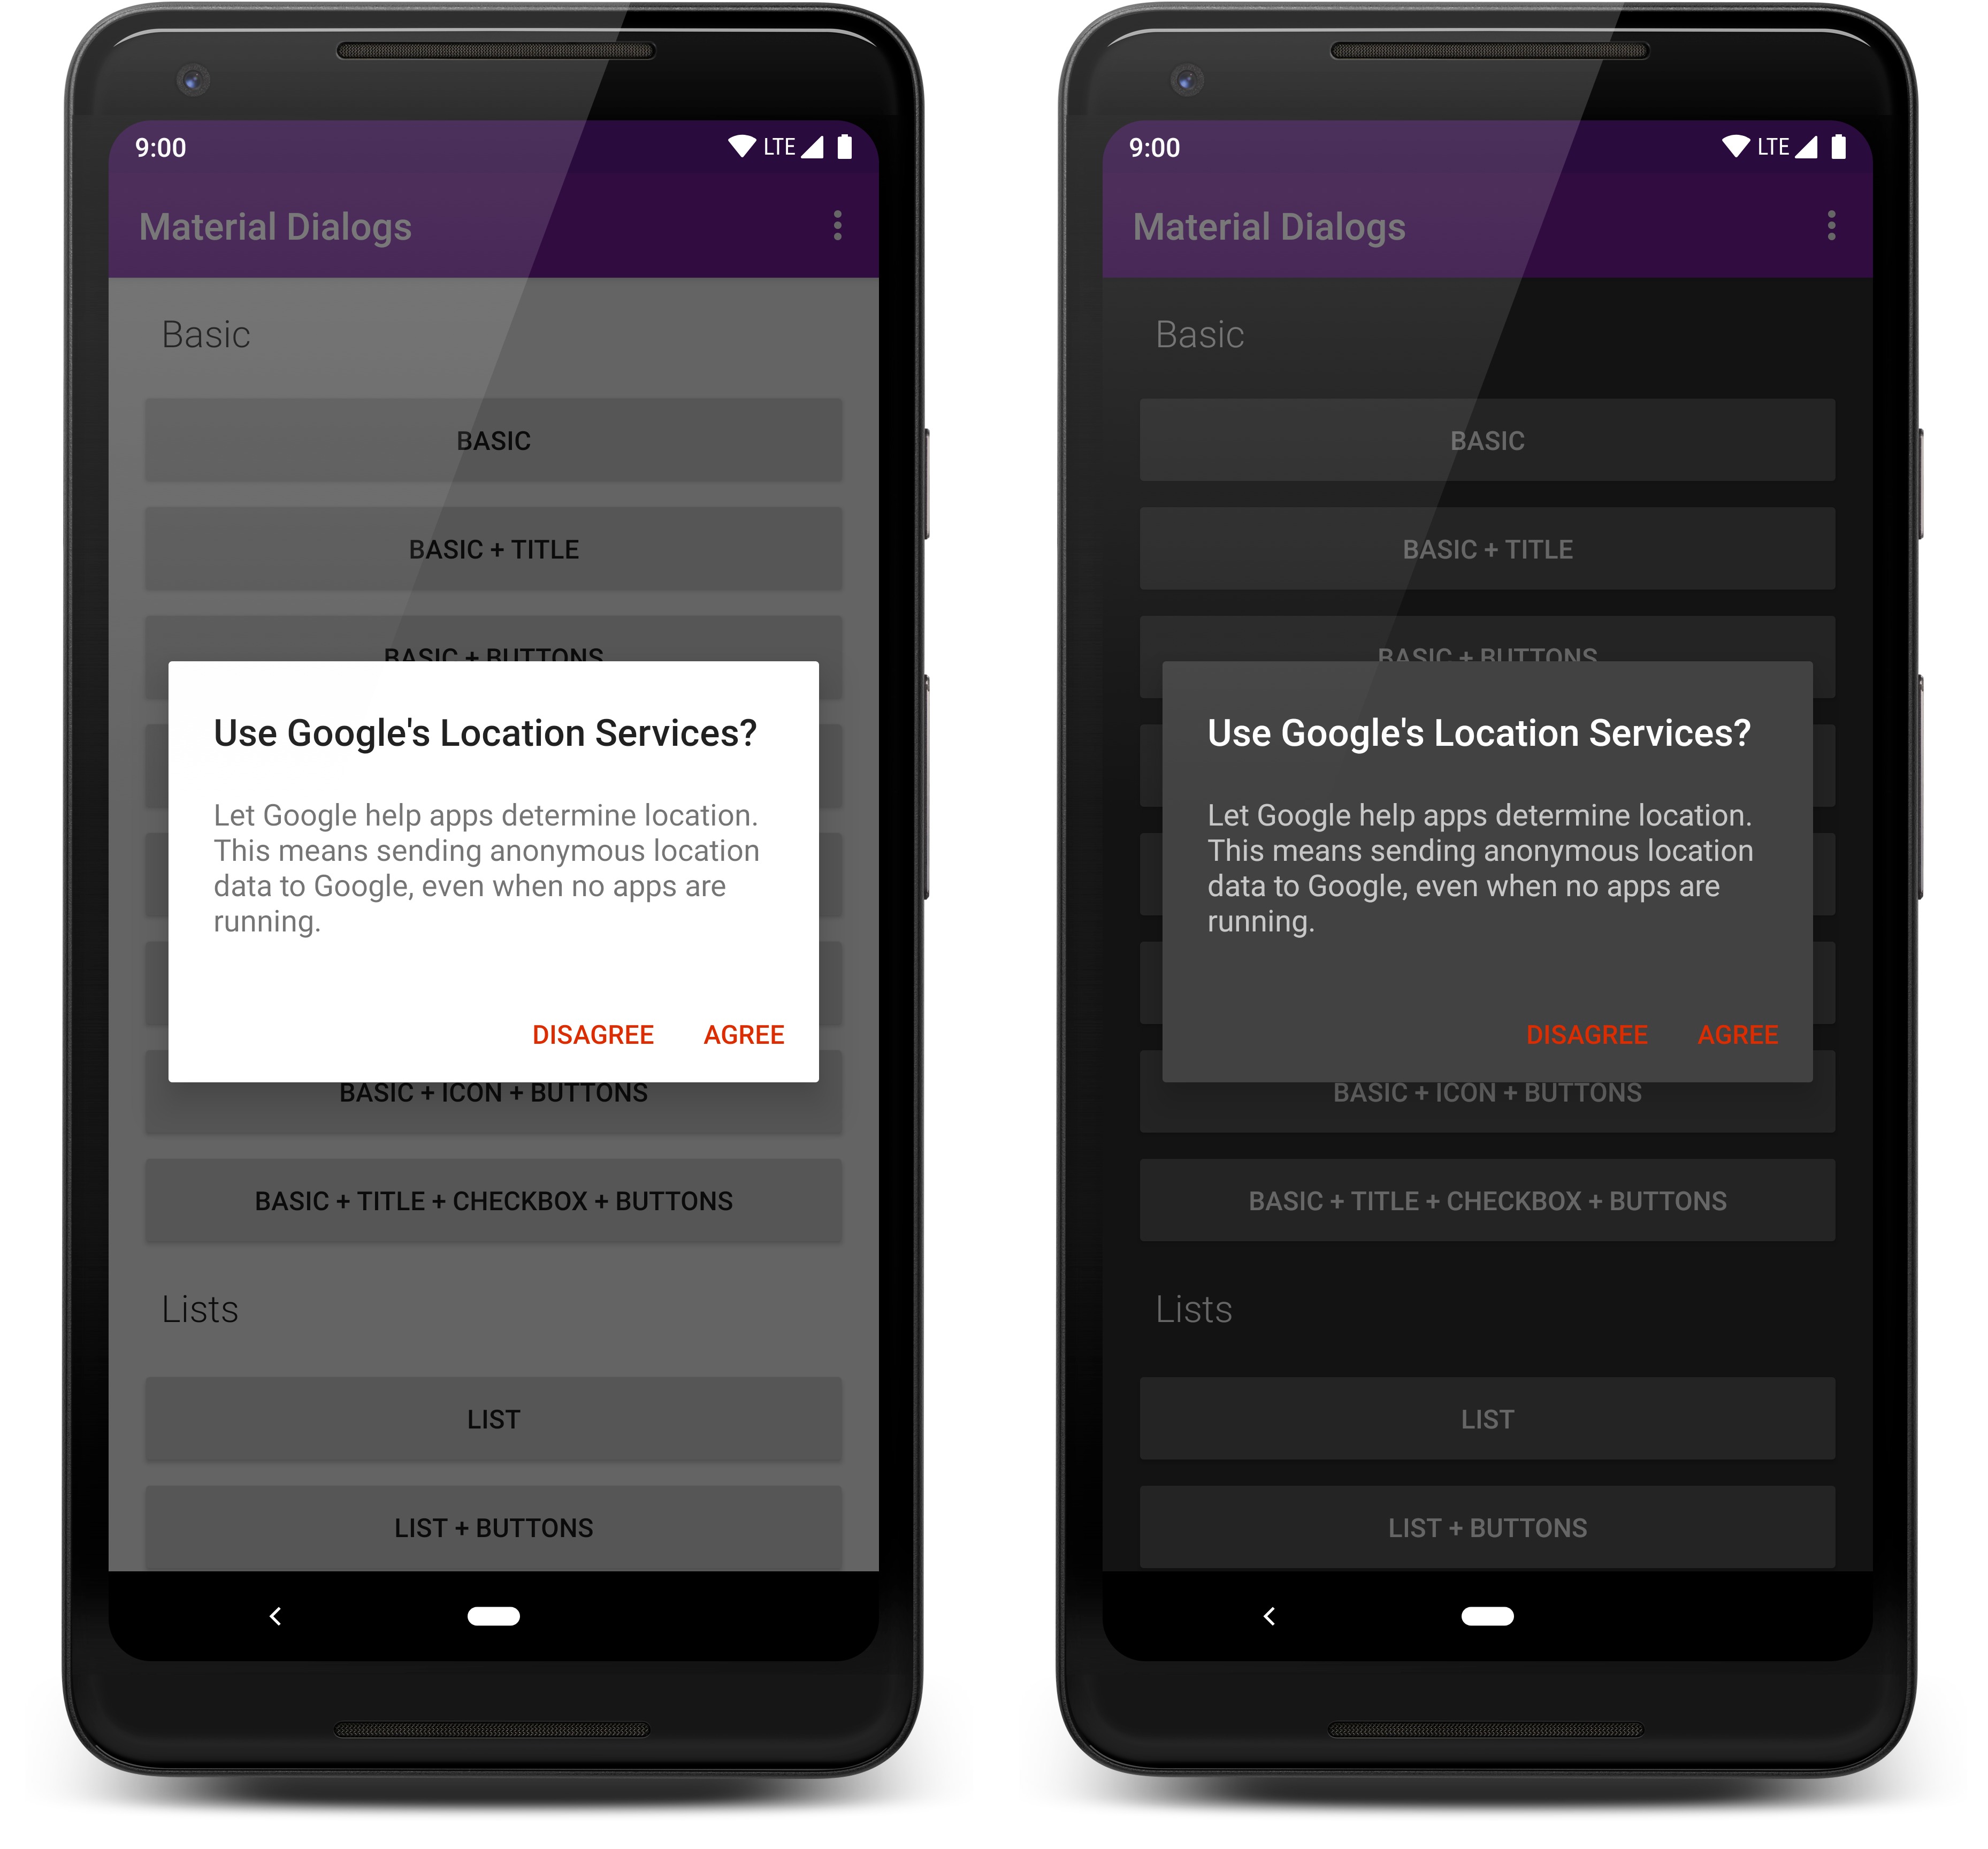 9:00 LTE
Material Dialogs
Basic
BASIC
BASIC + TITLE
BASIC + BUTTONS
Use Google's Location Services?
Let Google help apps determine location.
This means sending anonymous location
data to Google, even when no apps are
running.
DISAGREE AGREE
BASIC + ICON + BUTTONS
BASIC + TITLE + CHECKBOX + BUTTONS
Lists
LIST
LIST + BUTTONS
9:00 LTE
Material Dialogs
Basic
BASIC
BASIC + TITLE
BASIC + BUTTONS
Use Google's Location Services?
Let Google help apps determine location.
This means sending anonymous location
data to Google, even when no apps are
running.
DISAGREE AGREE
BASIC + ICON + BUTTONS
BASIC + TITLE + CHECKBOX + BUTTONS
Lists
LIST
LIST + BUTTONS